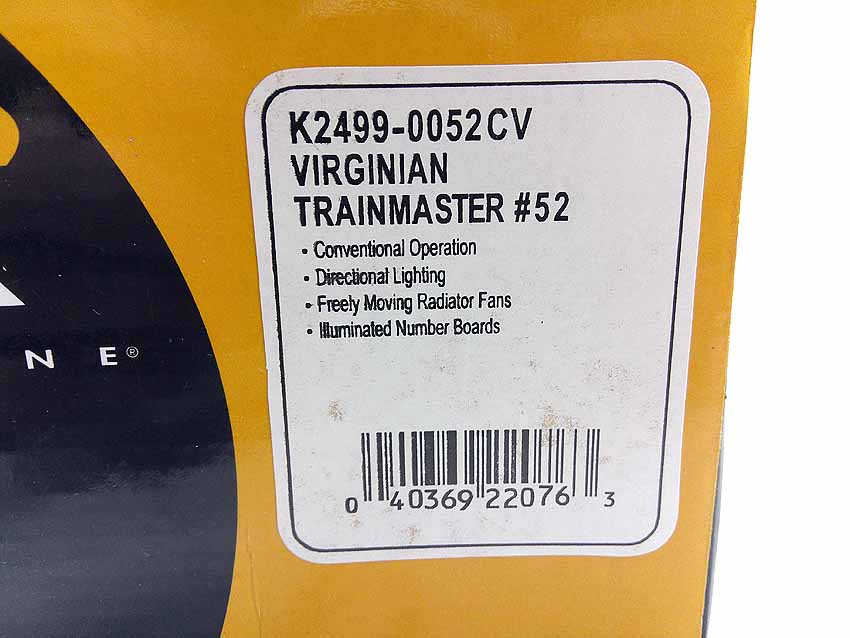 K2499-0052CV
VIRGINIAN
TRAINMASTER #52
• Conventional Operation
• Directional Lighting
• Freely Moving Radiator Fans
• Illuminated Number Boards
0 40369 22076 3
N E®